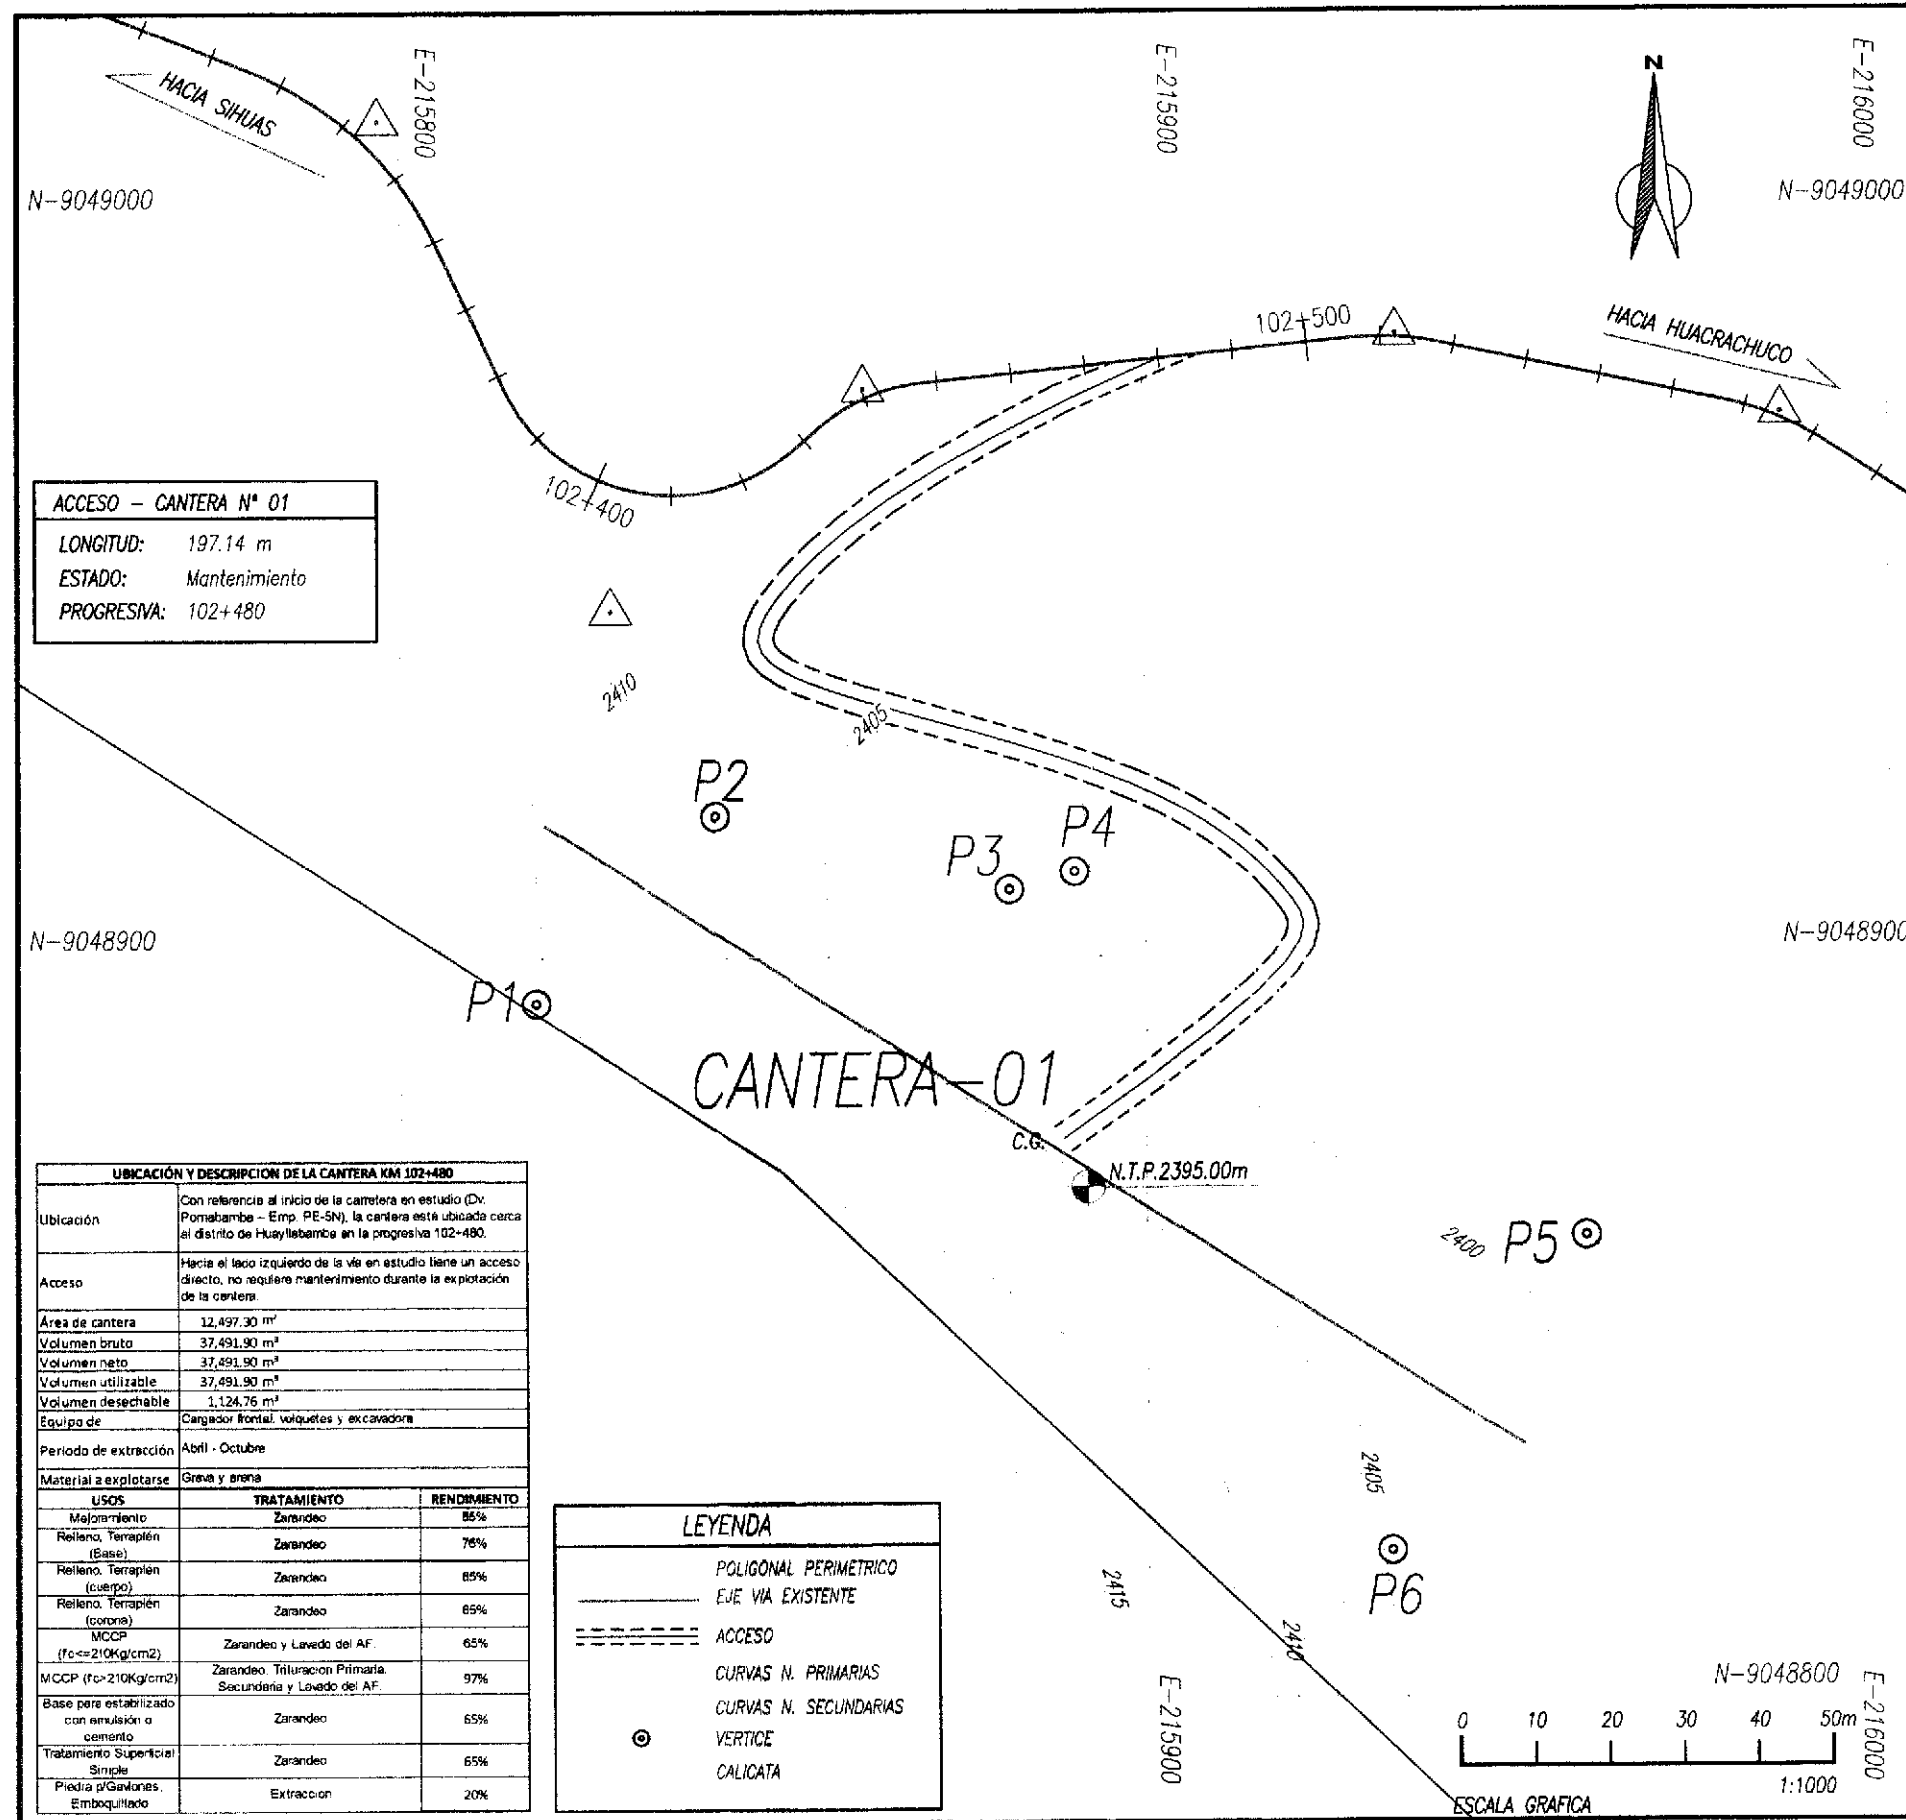 E-215800
E-215900
E-216000
N
HACIA SIHUAS
N-9049000
N-9049000
HACIA HUACRACHUCO
102+500
102+400
ACCESO – CANTERA Nº 01
LONGITUD: 197.14 m
ESTADO: Mantenimiento
PROGRESIVA: 102+480
2410
2405
P2
P3
P4
N-9048900
N-9048900
P1
CANTERA-01
C.G.
N.T.P.2395.00m
2400
P5
UBICACIÓN Y DESCRIPCION DE LA CANTERA KM 102+480
Ubicación
Con referencia al inicio de la carretera en estudio (Dv.
Pomabamba – Emp. PE-5N), la cantera está ubicada cerca
al distrito de Huayllabamba en la progresiva 102+480.
Acceso
Hacia el lado izquierdo de la vía en estudio tiene un acceso
directo, no requiere mantenimiento durante la explotación
de la cantera.
Área de cantera 12,497.30 m²
Volumen bruto 37,491.90 m³
Volumen neto 37,491.90 m³
Volumen utilizable 37,491.90 m³
Volumen desechable 1,124.76 m³
Equipo de Cargador frontal, volquetes y excavadora
Periodo de extracción Abril - Octubre
Material a explotarse Grava y arena
USOS TRATAMIENTO RENDIMIENTO
Mejoramiento Zarandeo 85%
Relleno, Terraplén
(Base)
Zarandeo 76%
Relleno, Terraplén
(cuerpo)
Zarandeo 85%
Relleno, Terraplén
(corona)
Zarandeo 65%
MCCP
(f'c<=210Kg/cm2)
Zarandeo y Lavado del AF. 65%
MCCP (f'c>210Kg/cm2)
Zarandeo, Trituracion Primaria,
Secundaria y Lavado del AF.
97%
Base para estabilizado
con emulsión o
cemento
Zarandeo 65%
Tratamiento Superficial
Simple
Zarandeo 65%
Piedra p/Gaviones,
Emboquillado
Extraccion 20%
LEYENDA
POLIGONAL PERIMETRICO
EJE VIA EXISTENTE
ACCESO
CURVAS N. PRIMARIAS
CURVAS N. SECUNDARIAS
VERTICE
CALICATA
2405
2415
2410
P6
E-215900
N-9048800
E-216000
0 10 20 30 40 50m
1:1000
ESCALA GRAFICA